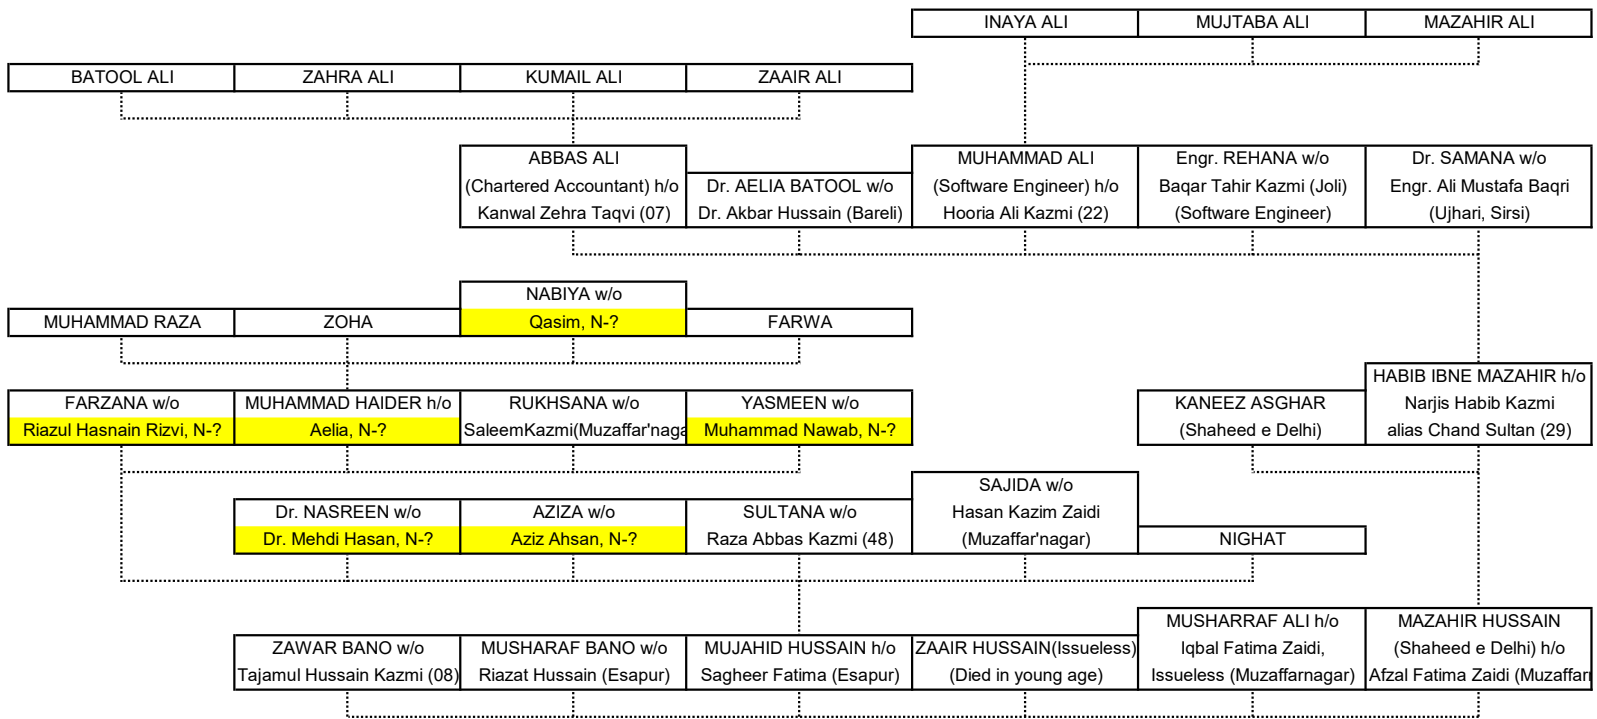 INAYA ALI
MUJTABA ALI
MAZAHIR ALI
BATOOL ALI
ZAHRA ALI
KUMAIL ALI
ZAAIR ALI
ABBAS ALI
(Chartered Accountant) h/o
Kanwal Zehra Taqvi (07)
Dr. AELIA BATOOL w/o
Dr. Akbar Hussain (Bareli)
MUHAMMAD ALI
(Software Engineer) h/o
Hooria Ali Kazmi (22)
Engr. REHANA w/o
Baqar Tahir Kazmi (Joli)
(Software Engineer)
Dr. SAMANA w/o
Engr. Ali Mustafa Baqri
(Ujhari, Sirsi)
MUHAMMAD RAZA
ZOHA
NABIYA w/o
Qasim, N-?
FARWA
FARZANA w/o
Riazul Hasnain Rizvi, N-?
MUHAMMAD HAIDER h/o
Aelia, N-?
RUKHSANA w/o
SaleemKazmi(Muzaffar'naga
YASMEEN w/o
Muhammad Nawab, N-?
KANEEZ ASGHAR
(Shaheed e Delhi)
HABIB IBNE MAZAHIR h/o
Narjis Habib Kazmi
alias Chand Sultan (29)
Dr. NASREEN w/o
Dr. Mehdi Hasan, N-?
AZIZA w/o
Aziz Ahsan, N-?
SULTANA w/o
Raza Abbas Kazmi (48)
SAJIDA w/o
Hasan Kazim Zaidi
(Muzaffar'nagar)
NIGHAT
ZAWAR BANO w/o
Tajamul Hussain Kazmi (08)
MUSHARAF BANO w/o
Riazat Hussain (Esapur)
MUJAHID HUSSAIN h/o
Sagheer Fatima (Esapur)
ZAAIR HUSSAIN(Issueless)
(Died in young age)
MUSHARRAF ALI h/o
Iqbal Fatima Zaidi,
Issueless (Muzaffarnagar)
MAZAHIR HUSSAIN
(Shaheed e Delhi) h/o
Afzal Fatima Zaidi (Muzaffarn